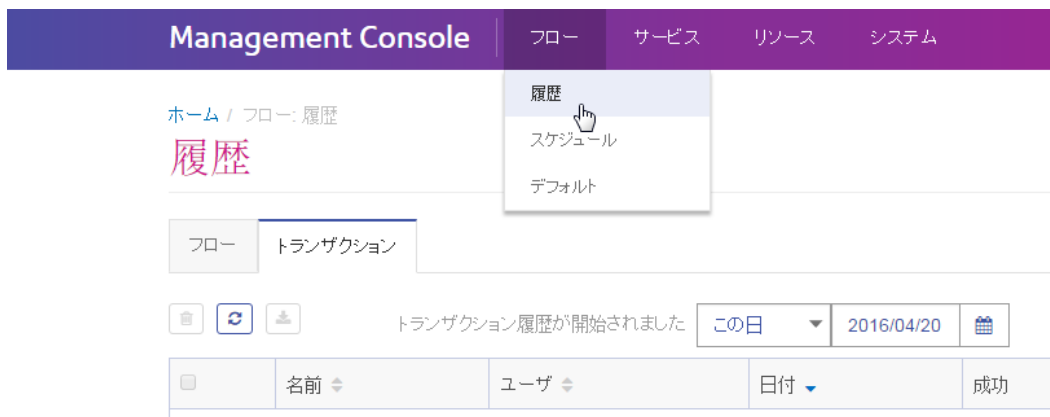 Management Console フロー サービス リソース システム
履歴
ホーム / フロー: 履歴
スケジュール
履歴
デフォルト
フロー トランザクション
トランザクション履歴が開始されました この日 2016/04/20
名前 ユーザ 日付 成功